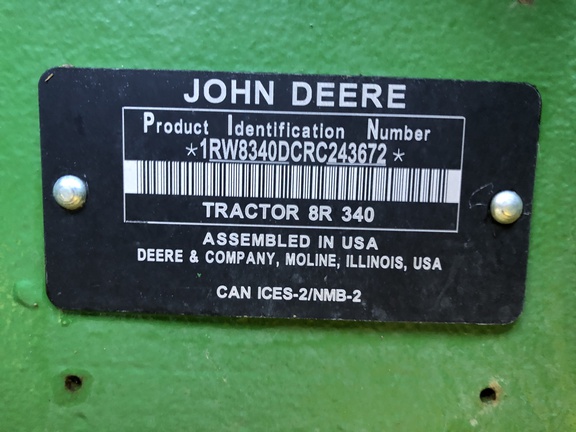 JOHN DEERE
Product Identification Number
*1RW8340DCRC243672*
TRACTOR 8R 340
ASSEMBLED IN USA
DEERE & COMPANY, MOLINE, ILLINOIS, USA
CAN ICES-2/NMB-2